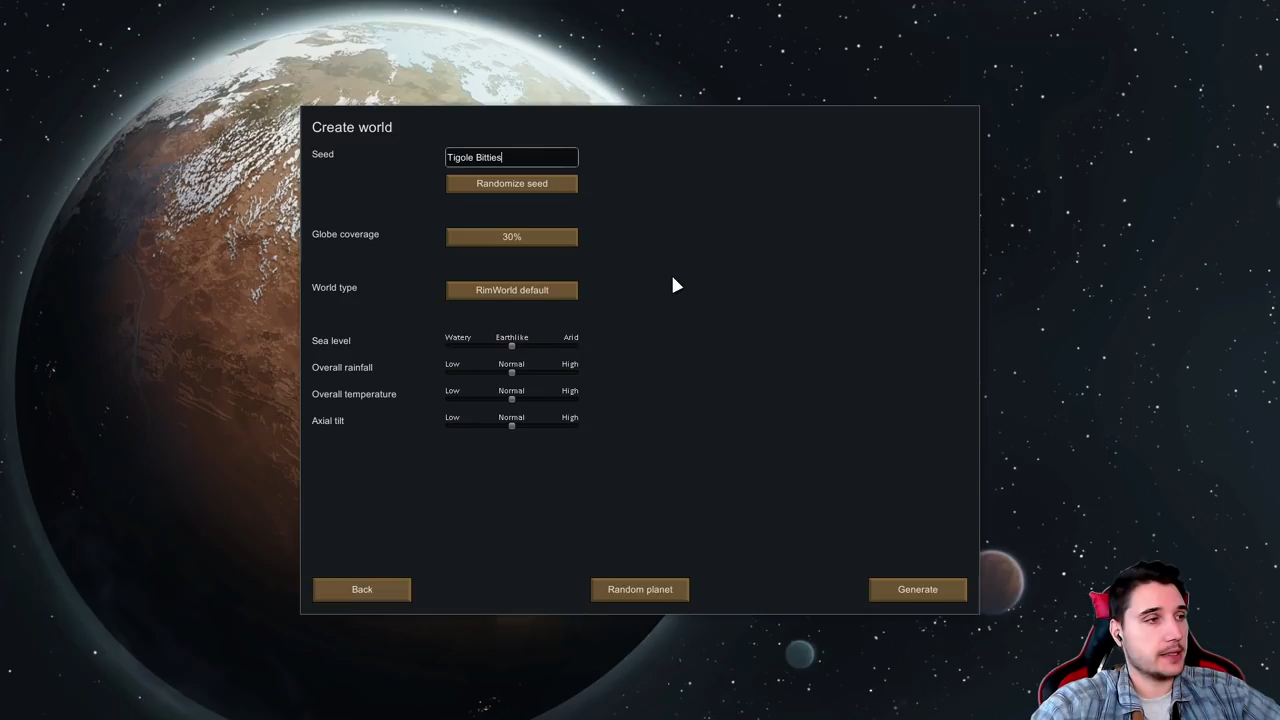 Create world
Seed
Tigole Bitties
Randomize seed
Globe coverage
30%
World type
RimWorld default
Sea level
Watery Earthlike Arid
Overall rainfall
Low Normal High
Overall temperature
Low Normal High
Axial tilt
Low Normal High
Back
Random planet
Generate